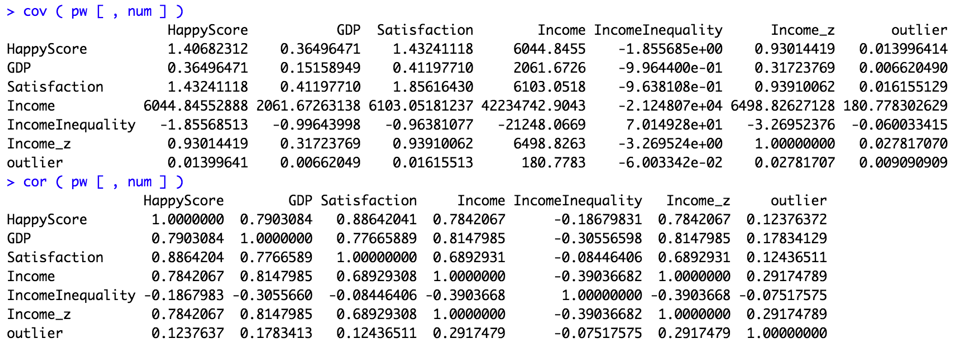 > cov ( pw [ , num ] )
HappyScore GDP Satisfaction Income IncomeInequality Income_z outlier
HappyScore 1.40682312 0.36496471 1.43241118 6044.8455 -1.855685e+00 0.93014419 0.013996414
GDP 0.36496471 0.15158949 0.41197710 2061.6726 -9.964400e-01 0.31723769 0.006620490
Satisfaction 1.43241118 0.41197710 1.85616430 6103.0518 -9.638108e-01 0.93910062 0.016155129
Income 6044.84552888 2061.67263138 6103.05181237 42234742.9043 -2.124807e+04 6498.82627128 180.778302629
IncomeInequality -1.85568513 -0.99643998 -0.96381077 -21248.0669 7.014928e+01 -3.26952376 -0.060033415
Income_z 0.93014419 0.31723769 0.93910062 6498.8263 -3.269524e+00 1.00000000 0.027817070
outlier 0.01399641 0.00662049 0.01615513 180.7783 -6.003342e-02 0.02781707 0.009090909
> cor ( pw [ , num ] )
HappyScore GDP Satisfaction Income IncomeInequality Income_z outlier
HappyScore 1.0000000 0.7903084 0.88642041 0.7842067 -0.18679831 0.7842067 0.12376372
GDP 0.7903084 1.0000000 0.77665889 0.8147985 -0.30556598 0.8147985 0.17834129
Satisfaction 0.8864204 0.7766589 1.00000000 0.6892931 -0.08446406 0.6892931 0.12436511
Income 0.7842067 0.8147985 0.68929308 1.0000000 -0.39036682 1.0000000 0.29174789
IncomeInequality -0.1867983 -0.3055660 -0.08446406 -0.3903668 1.00000000 -0.3903668 -0.07517575
Income_z 0.7842067 0.8147985 0.68929308 1.0000000 -0.39036682 1.0000000 0.29174789
outlier 0.1237637 0.1783413 0.12436511 0.2917479 -0.07517575 0.2917479 1.00000000